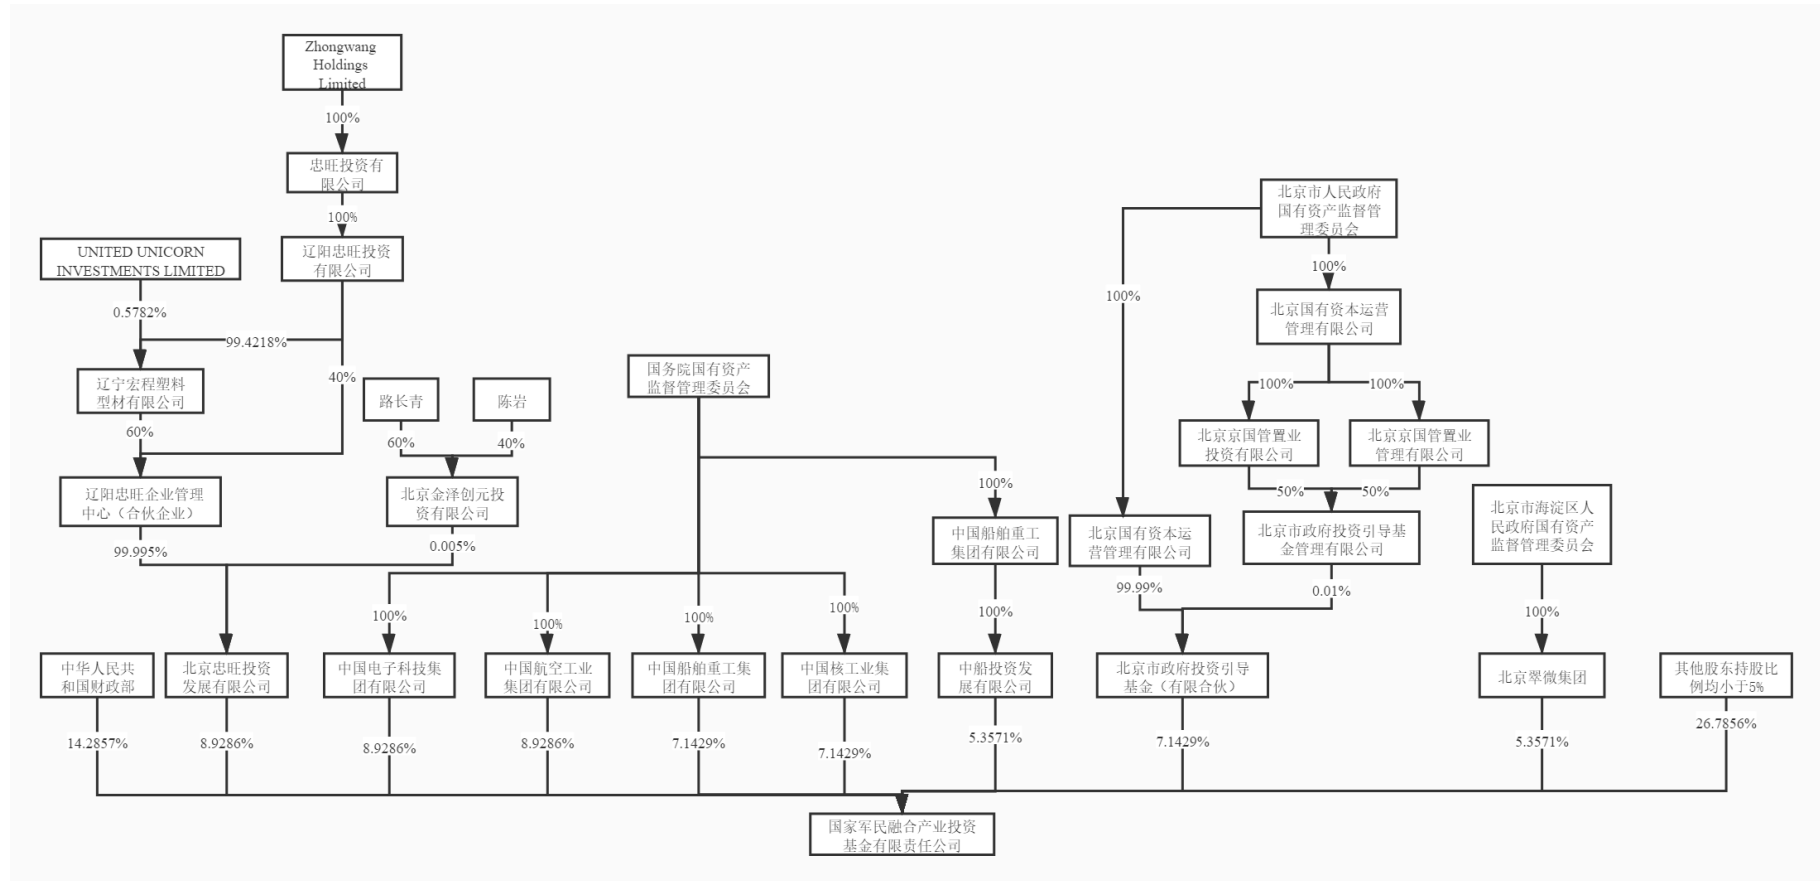 Zhongwang
Holdings
Limited
100%
忠旺投资有
限公司
100%
UNITED UNICORN
INVESTMENTS LIMITED
辽阳忠旺投资
有限公司
0.5782%
99.4218%
40%
辽宁宏程塑料
型材有限公司
60%
路长青
陈岩
60%
40%
辽阳忠旺企业管理
中心（合伙企业）
北京金泽创元投
资有限公司
99.995%
0.005%
国务院国有资产
监督管理委员会
100%
中国船舶重工
集团有限公司
100%
100%
100%
100%
100%
北京市人民政府
国有资产监督管
理委员会
100%
100%
北京国有资本运营
管理有限公司
100%
100%
北京京国管置业
投资有限公司
北京京国管置业
管理有限公司
50%
50%
北京国有资本运
营管理有限公司
北京市政府投资引导基
金管理有限公司
99.99%
0.01%
北京市海淀区人
民政府国有资产
监督管理委员会
100%
中华人民共
和国财政部
北京忠旺投资
发展有限公司
中国电子科技集
团有限公司
中国航空工业
集团有限公司
中国船舶重工集
团有限公司
中国核工业集
团有限公司
中船投资发
展有限公司
北京市政府投资引导
基金（有限合伙）
北京翠微集团
其他股东持股比
例均小于5%
14.2857%
8.9286%
8.9286%
8.9286%
7.1429%
7.1429%
5.3571%
7.1429%
5.3571%
26.7856%
国家军民融合产业投资
基金有限责任公司